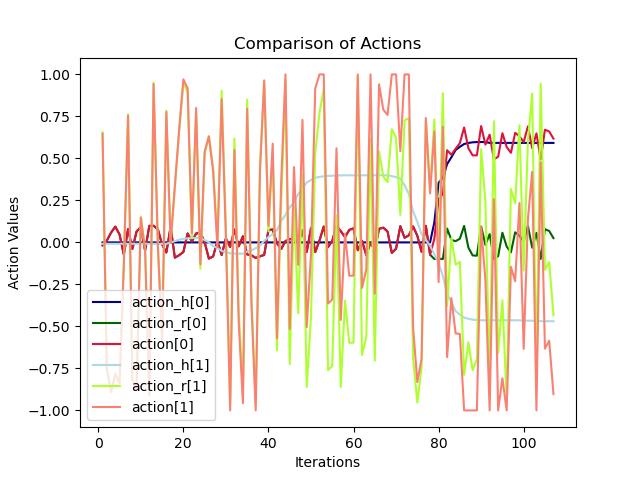 Comparison of Actions
Action Values
1.00
0.75
0.50
0.25
0.00
−0.25
−0.50
−0.75
−1.00
action_h[0]
action_r[0]
action[0]
action_h[1]
action_r[1]
action[1]
0 20 40 60 80 100
Iterations